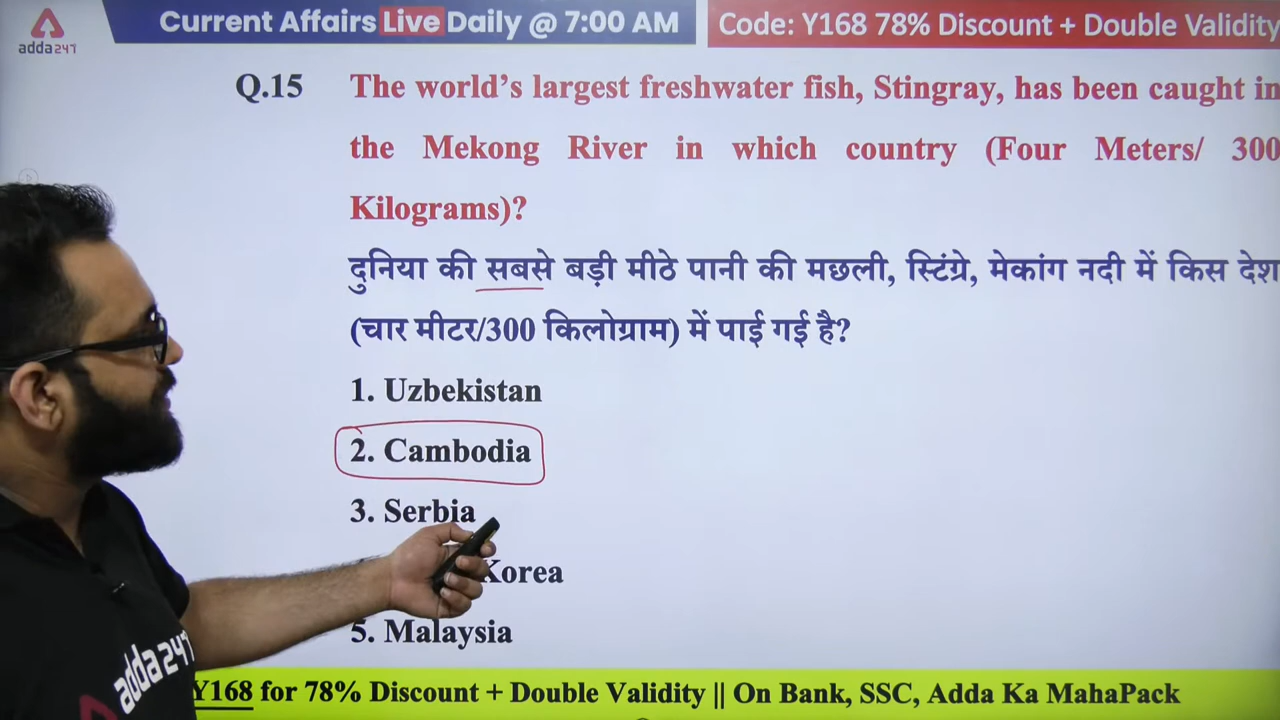 Current Affairs Live Daily @ 7:00 AM
Code: Y168 78% Discount + Double Validity
adda247
Q.15 The world's largest freshwater fish, Stingray, has been caught in
the Mekong River in which country (Four Meters/ 300
Kilograms)?
दुनिया की सबसे बड़ी मीठे पानी की मछली, स्टिंग्रे, मेकांग नदी में किस देश
(चार मीटर/300 किलोग्राम) में पाई गई है?
1. Uzbekistan
2. Cambodia
3. Serbia
Korea
5. Malaysia
adda247
Y168 for 78% Discount + Double Validity || On Bank, SSC, Adda Ka MahaPack